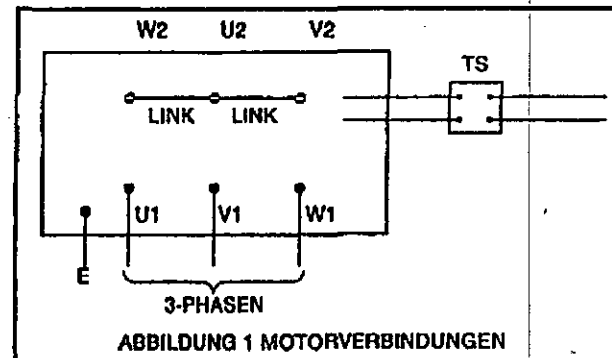 W2 U2 V2
TS
LINK LINK
U1 V1 W1
E
3-PHASEN
ABBILDUNG 1 MOTORVERBINDUNGEN